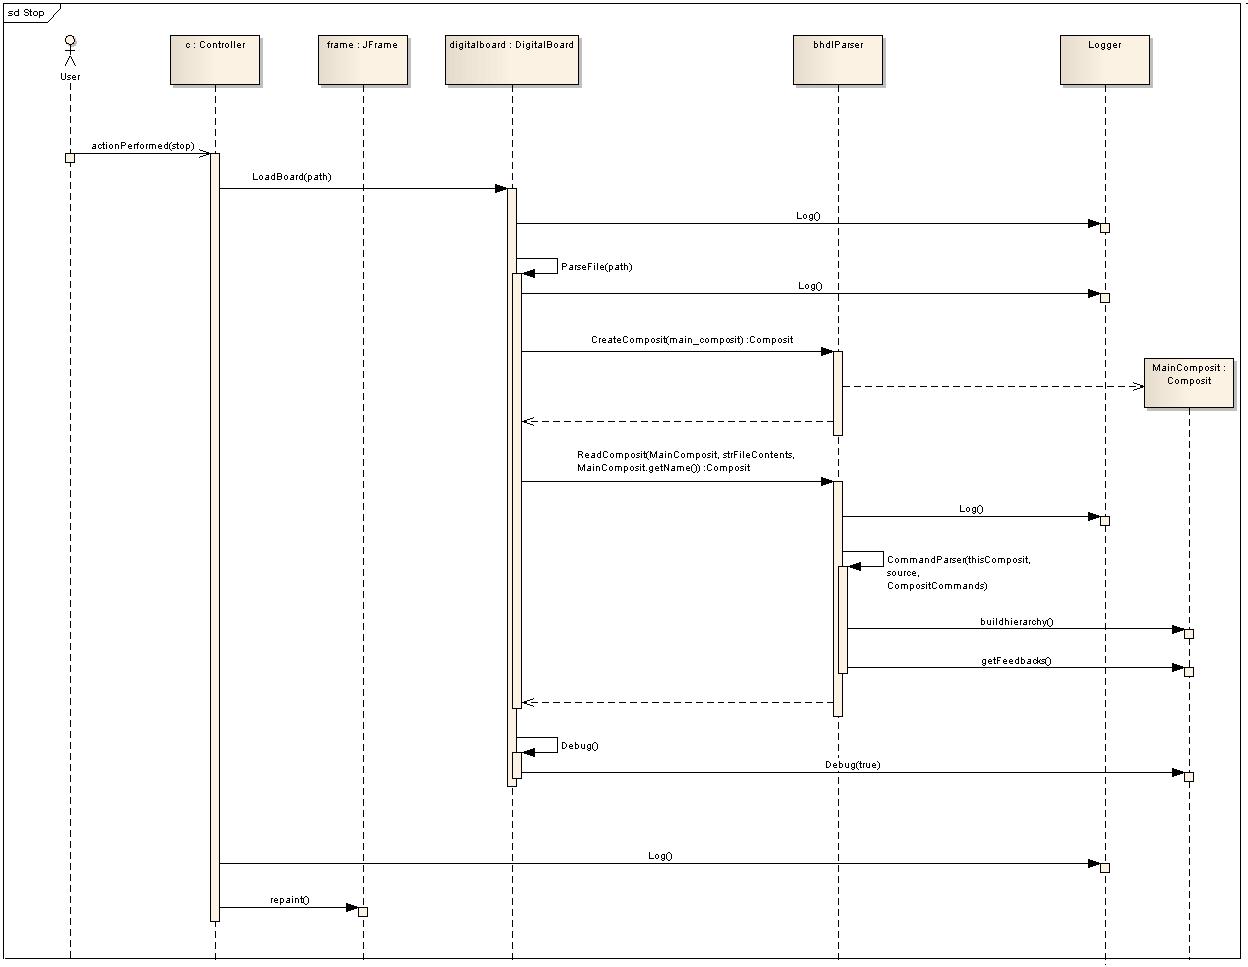 sd Stop
User
c : Controller
frame : JFrame
digitalboard : DigitalBoard
bhdlParser
Logger
actionPerformed(stop)
LoadBoard(path)
Log()
ParseFile(path)
Log()
CreateComposit(main_composit) :Composit
MainComposit :
Composit
ReadComposit(MainComposit, strFileContents,
MainComposit.getName()) :Composit
Log()
CommandParser(thisComposit,
source,
CompositCommands)
buildhierarchy()
getFeedbacks()
Debug()
Debug(true)
Log()
repaint()